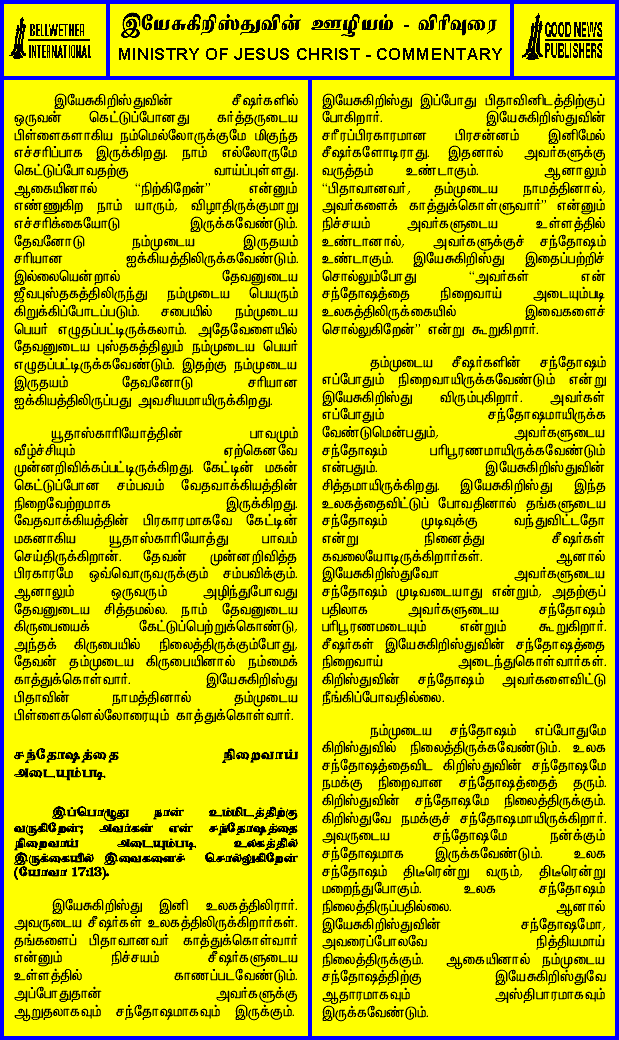 BELLWETHER
INTERNATIONAL
இயேசுகிறிஸ்துவின் ஊழியம் - விரிவுரை
MINISTRY OF JESUS CHRIST - COMMENTARY
GOOD NEWS
PUBLISHERS
இயேசுகிறிஸ்துவின் சீஷர்களில்
ஒருவன் கெட்டுப்போனது கர்த்தருடைய
பிள்ளைகளாகிய நம்மெல்லோருக்குமே மிகுந்த
எச்சரிப்பாக இருக்கிறது. நாம் எல்லோருமே
கெட்டுப்போவதற்கு வாய்ப்புள்ளது.
ஆகையினால் “நிற்கிறேன்” என்னும்
எண்ணுகிற நாம் யாரும், விழாதிருக்குமாறு
எச்சரிக்கையோடு இருக்கவேண்டும்.
தேவனோடு நம்முடைய இருதயம்
சரியான ஐக்கியத்திலிருக்கவேண்டும்.
இல்லையென்றால் தேவனுடைய
ஜீவபுஸ்தகத்திலிருந்து நம்முடைய பெயரும்
கிறுக்கிப்போடப்படும். சபையில் நம்முடைய
பெயர் எழுதப்பட்டிருக்கலாம். அதேவேளையில்
தேவனுடைய புஸ்தகத்திலும் நம்முடைய பெயர்
எழுதப்பட்டிருக்கவேண்டும். இதற்கு நம்முடைய
இருதயம் தேவனோடு சரியான
ஐக்கியத்திலிருப்பது அவசியமாயிருக்கிறது.
யூதாஸ்காரியோத்தின் பாவமும்
வீழ்ச்சியும் ஏற்கெனவே
முன்னறிவிக்கப்பட்டிருக்கிறது. கேட்டின் மகன்
கெட்டுப்போன சம்பவம் வேதவாக்கியத்தின்
நிறைவேற்றமாக இருக்கிறது.
வேதவாக்கியத்தின் பிரகாரமாகவே கேட்டின்
மகனாகிய யூதாஸ்காரியோத்து பாவம்
செய்திருக்கிறான். தேவன் முன்னறிவித்த
பிரகாரமே ஒவ்வொருவருக்கும் சம்பவிக்கும்.
ஆனாலும் ஒருவரும் அழிந்துபோவது
தேவனுடைய சித்தமல்ல. நாம் தேவனுடைய
கிருபையைக் கேட்டுப்பெற்றுக்கொண்டு,
அந்தக் கிருபையில் நிலைத்திருக்கும்போது,
தேவன் தம்முடைய கிருபையினால் நம்மைக்
காத்துக்கொள்வார். இயேசுகிறிஸ்து
பிதாவின் நாமத்தினால் தம்முடைய
பிள்ளைகளெல்லோரையும் காத்துக்கொள்வார்.
சந்தோஷத்தை நிறைவாய்
அடையும்படி.
இப்பொழுது நான் உம்மிடத்திற்கு
வருகிறேன்; அவர்கள் என் சந்தோஷத்தை
நிறைவாய் அடையும்படி உலகத்தில்
இருக்கையில் இவைகளைச் சொல்லுகிறேன்
(யோவா 17:13).
இயேசுகிறிஸ்து இனி உலகத்திலிரார்.
அவருடைய சீஷர்கள் உலகத்திலிருக்கிறார்கள்.
தங்களைப் பிதாவானவர் காத்துக்கொள்வார்
என்னும் நிச்சயம் சீஷர்களுடைய
உள்ளத்தில் காணப்படவேண்டும்.
அப்போதுதான் அவர்களுக்கு
ஆறுதலாகவும் சந்தோஷமாகவும் இருக்கும்.
இயேசுகிறிஸ்து இப்போது பிதாவினிடத்திற்குப்
போகிறார். இயேசுகிறிஸ்துவின்
சரீரப்பிரகாரமான பிரசன்னம் இனிமேல்
சீஷர்களோடிராது. இதனால் அவர்களுக்கு
வருத்தம் உண்டாகும். ஆனாலும்
“பிதாவானவர், தம்முடைய நாமத்தினால்,
அவர்களைக் காத்துக்கொள்ளுவார்” என்னும்
நிச்சயம் அவர்களுடைய உள்ளத்தில்
உண்டானால், அவர்களுக்குச் சந்தோஷம்
உண்டாகும். இயேசுகிறிஸ்து இதைப்பற்றிச்
சொல்லும்போது “அவர்கள் என்
சந்தோஷத்தை நிறைவாய் அடையும்படி
உலகத்திலிருக்கையில் இவைகளைச்
சொல்லுகிறேன்” என்று கூறுகிறார்.
தம்முடைய சீஷர்களின் சந்தோஷம்
எப்போதும் நிறைவாயிருக்கவேண்டும் என்று
இயேசுகிறிஸ்து விரும்புகிறார். அவர்கள்
எப்போதும் சந்தோஷமாயிருக்க
வேண்டுமென்பதும், அவர்களுடைய
சந்தோஷம் பரிபூரணமாயிருக்கவேண்டும்
என்பதும். இயேசுகிறிஸ்துவின்
சித்தமாயிருக்கிறது. இயேசுகிறிஸ்து இந்த
உலகத்தைவிட்டுப் போவதினால் தங்களுடைய
சந்தோஷம் முடிவுக்கு வந்துவிட்டதோ
என்று நினைத்து சீஷர்கள்
கவலையோடிருக்கிறார்கள். ஆனால்
இயேசுகிறிஸ்துவோ அவர்களுடைய
சந்தோஷம் முடிவடையாது என்றும், அதற்குப்
பதிலாக அவர்களுடைய சந்தோஷம்
பரிபூரணமடையும் என்றும் கூறுகிறார்.
சீஷர்கள் இயேசுகிறிஸ்துவின் சந்தோஷத்தை
நிறைவாய் அடைந்துகொள்வார்கள்.
கிறிஸ்துவின் சந்தோஷம் அவர்களைவிட்டு
நீங்கிப்போவதில்லை.
நம்முடைய சந்தோஷம் எப்போதுமே
கிறிஸ்துவில் நிலைத்திருக்கவேண்டும். உலக
சந்தோஷத்தைவிட கிறிஸ்துவின் சந்தோஷமே
நமக்கு நிறைவான சந்தோஷத்தைத் தரும்.
கிறிஸ்துவின் சந்தோஷமே நிலைத்திருக்கும்.
கிறிஸ்துவே நமக்குச் சந்தோஷமாயிருக்கிறார்.
அவருடைய சந்தோஷமே நன்க்கும்
சந்தோஷமாக இருக்கவேண்டும். உலக
சந்தோஷம் திடீரென்று வரும், திடீரென்று
மறைந்துபோகும். உலக சந்தோஷம்
நிலைத்திருப்பதில்லை. ஆனால்
இயேசுகிறிஸ்துவின் சந்தோஷமோ,
அவரைப்போலவே நித்தியமாய்
நிலைத்திருக்கும். ஆகையினால் நம்முடைய
சந்தோஷத்திற்கு இயேசுகிறிஸ்துவே
ஆதாரமாகவும் அஸ்திபாரமாகவும்
இருக்கவேண்டும்.